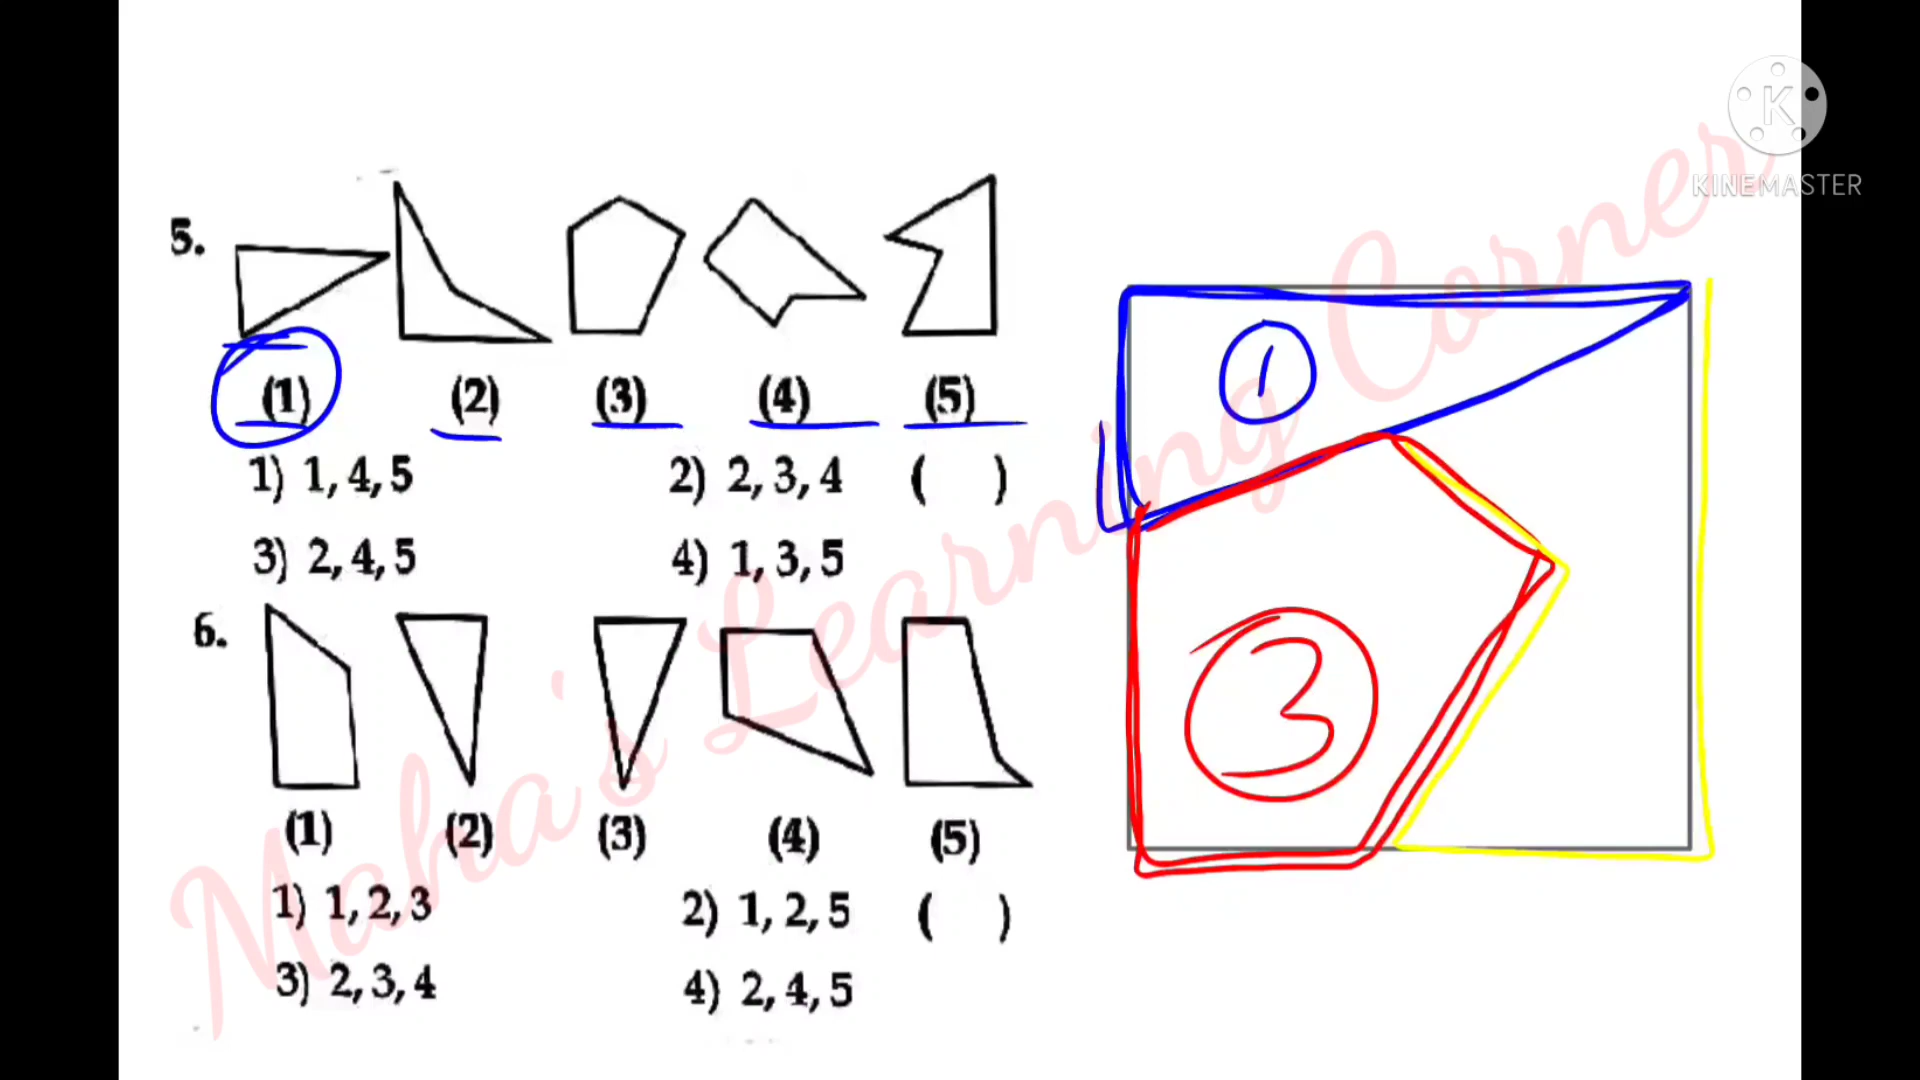 5.
(1) (2) (3) (4) (5)
1) 1, 4, 5 2) 2, 3, 4 ( )
3) 2, 4, 5 4) 1, 3, 5
6.
(1) (2) (3) (4) (5)
1) 1, 2, 3 2) 1, 2, 5 ( )
3) 2, 3, 4 4) 2, 4, 5
1
3
Maha's Learning Corner
K
KINEMASTER